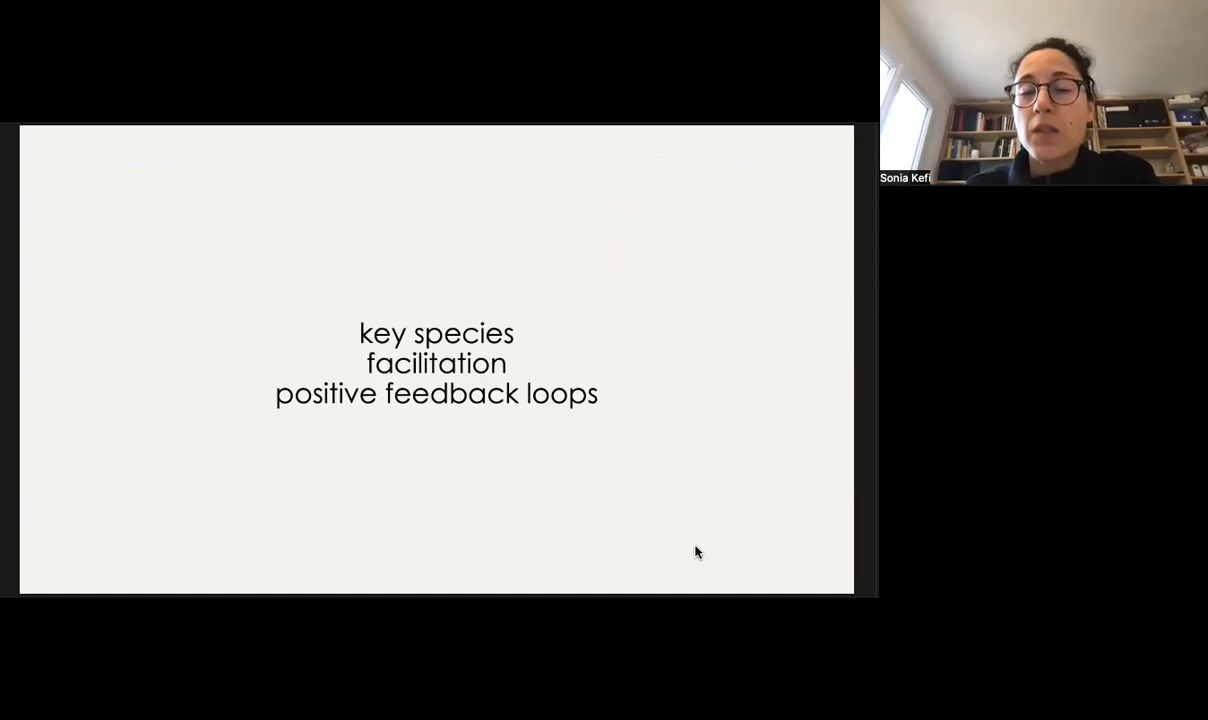 key species
facilitation
positive feedback loops
Sonia Kefi